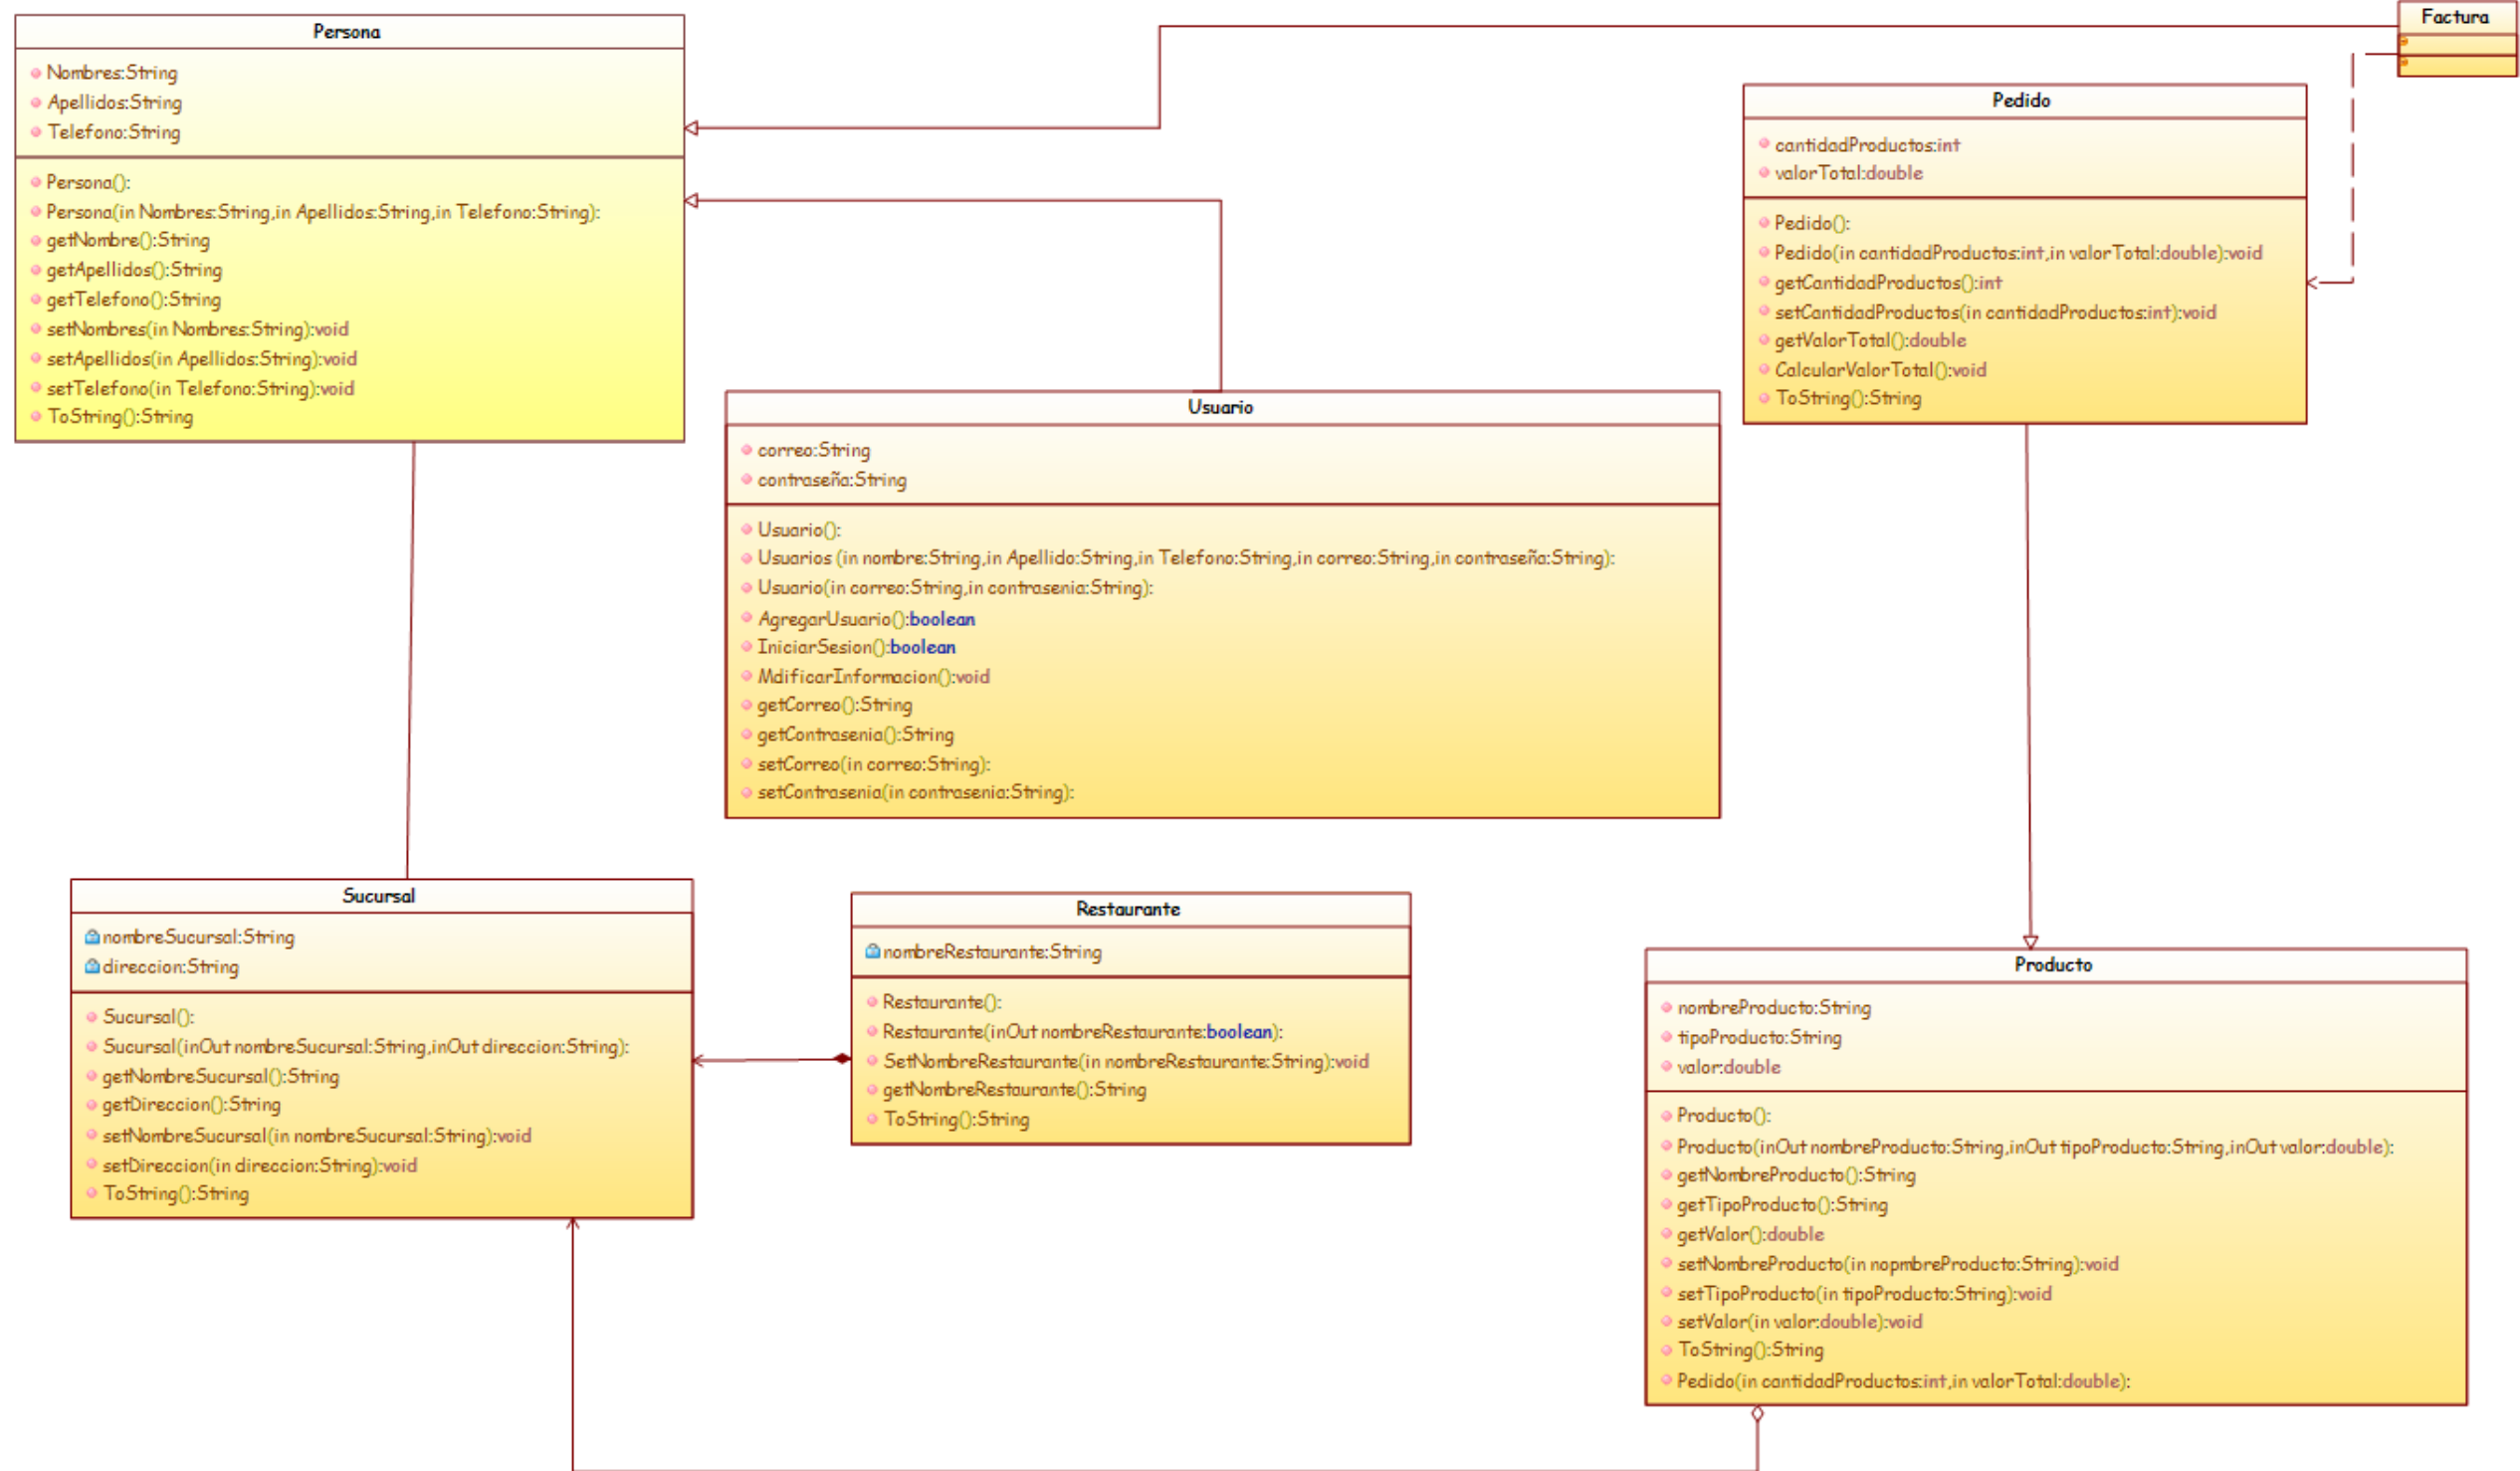 Persona
Nombres:String
Apellidos:String
Telefono:String
Persona():
Persona(in Nombres:String,in Apellidos:String,in Telefono:String):
getNombre():String
getApellidos():String
getTelefono():String
setNombres(in Nombres:String):void
setApellidos(in Apellidos:String):void
setTelefono(in Telefono:String):void
ToString():String
Factura
Pedido
cantidadProductos:int
valorTotal:double
Pedido():
Pedido(in cantidadProductos:int,in valorTotal:double):void
getCantidadProductos():int
setCantidadProductos(in cantidadProductos:int):void
getValorTotal():double
CalcularValorTotal():void
ToString():String
Usuario
correo:String
contraseña:String
Usuario():
Usuarios (in nombre:String,in Apellido:String,in Telefono:String,in correo:String,in contraseña:String):
Usuario(in correo:String,in contrasenia:String):
AgregarUsuario():boolean
IniciarSesion():boolean
MdificarInformacion():void
getCorreo():String
getContrasenia():String
setCorreo(in correo:String):
setContrasenia(in contrasenia:String):
Sucursal
nombreSucursal:String
direccion:String
Sucursal():
Sucursal(inOut nombreSucursal:String,inOut direccion:String):
getNombreSucursal():String
getDireccion():String
setNombreSucursal(in nombreSucursal:String):void
setDireccion(in direccion:String):void
ToString():String
Restaurante
nombreRestaurante:String
Restaurante():
Restaurante(inOut nombreRestaurante:boolean):
SetNombreRestaurante(in nombreRestaurante:String):void
getNombreRestaurante():String
ToString():String
Producto
nombreProducto:String
tipoProducto:String
valor:double
Producto():
Producto(inOut nombreProducto:String,inOut tipoProducto:String,inOut valor:double):
getNombreProducto():String
getTipoProducto():String
getValor():double
setNombreProducto(in nopmbreProducto:String):void
setTipoProducto(in tipoProducto:String):void
setValor(in valor:double):void
ToString():String
Pedido(in cantidadProductos:int,in valorTotal:double):